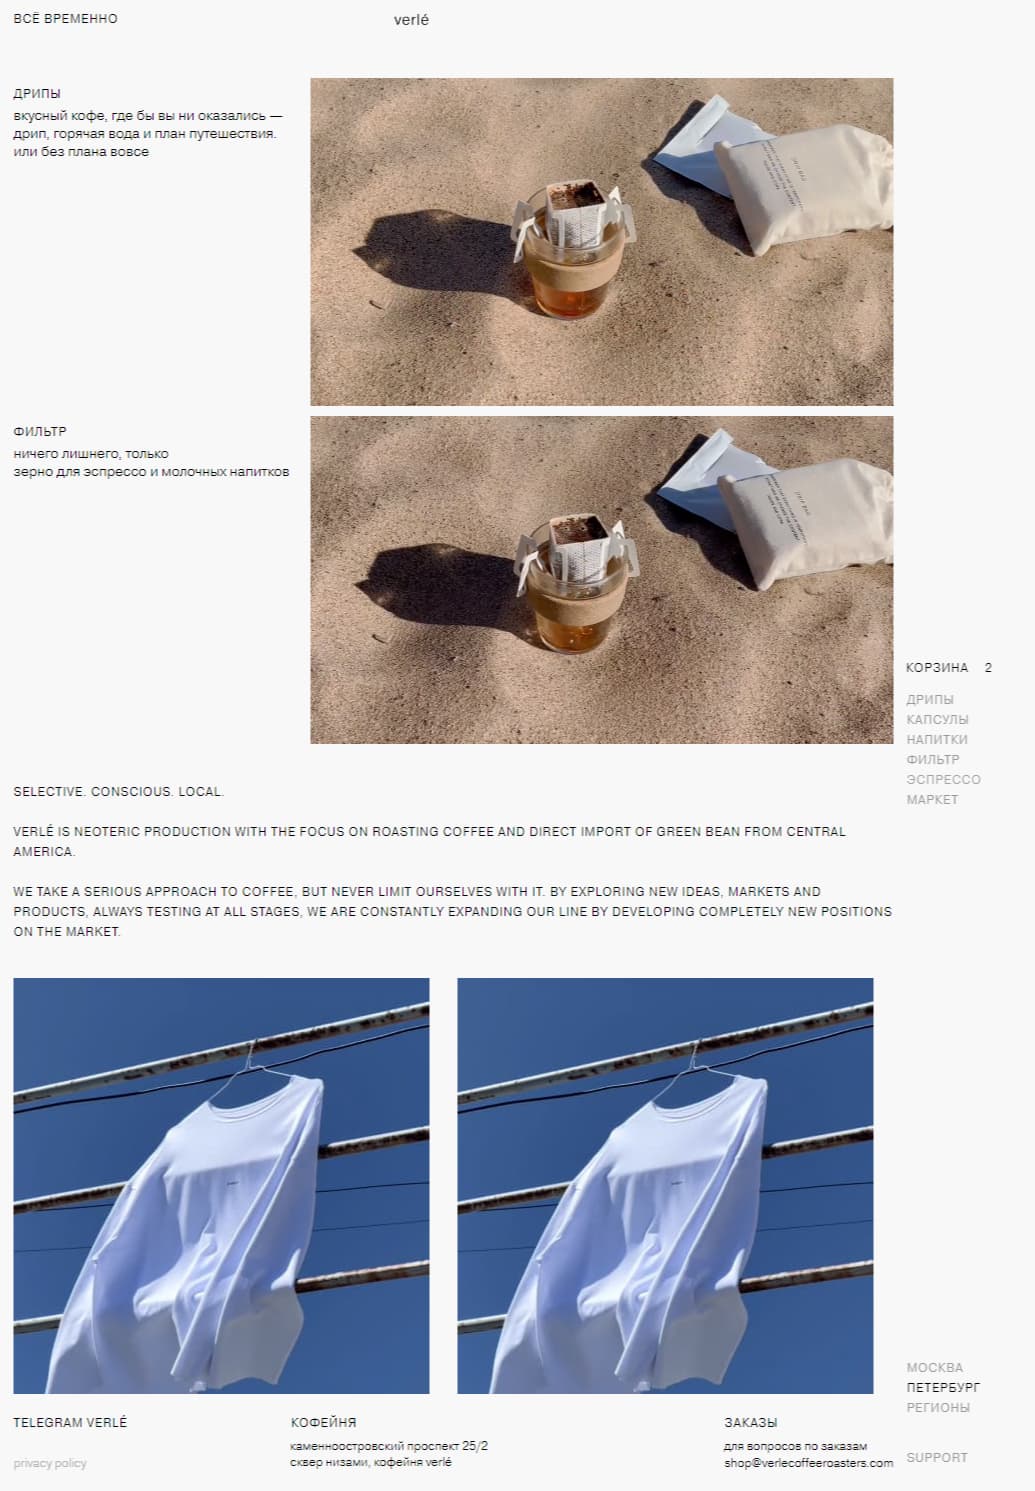 ВСЁ ВРЕМЕННО
verlé
ДРИПЫ
вкусный кофе, где бы вы ни оказались —
дрип, горячая вода и план путешествия.
или без плана вовсе
ФИЛЬТР
ничего лишнего, только
зерно для эспрессо и молочных напитков
КОРЗИНА 2
ДРИПЫ
КАПСУЛЫ
НАПИТКИ
ФИЛЬТР
ЭСПРЕССО
МАРКЕТ
SELECTIVE. CONSCIOUS. LOCAL.
VERLÉ IS NEOTERIC PRODUCTION WITH THE FOCUS ON ROASTING COFFEE AND DIRECT IMPORT OF GREEN BEAN FROM CENTRAL
AMERICA.
WE TAKE A SERIOUS APPROACH TO COFFEE, BUT NEVER LIMIT OURSELVES WITH IT. BY EXPLORING NEW IDEAS, MARKETS AND
PRODUCTS, ALWAYS TESTING AT ALL STAGES, WE ARE CONSTANTLY EXPANDING OUR LINE BY DEVELOPING COMPLETELY NEW POSITIONS
ON THE MARKET.
МОСКВА
ПЕТЕРБУРГ
РЕГИОНЫ
TELEGRAM VERLÉ
privacy policy
КОФЕЙНЯ
каменноостровский проспект 25/2
сквер низами, кофейня verlé
ЗАКАЗЫ
для вопросов по заказам
shop@verlecoffeeroasters.com
SUPPORT